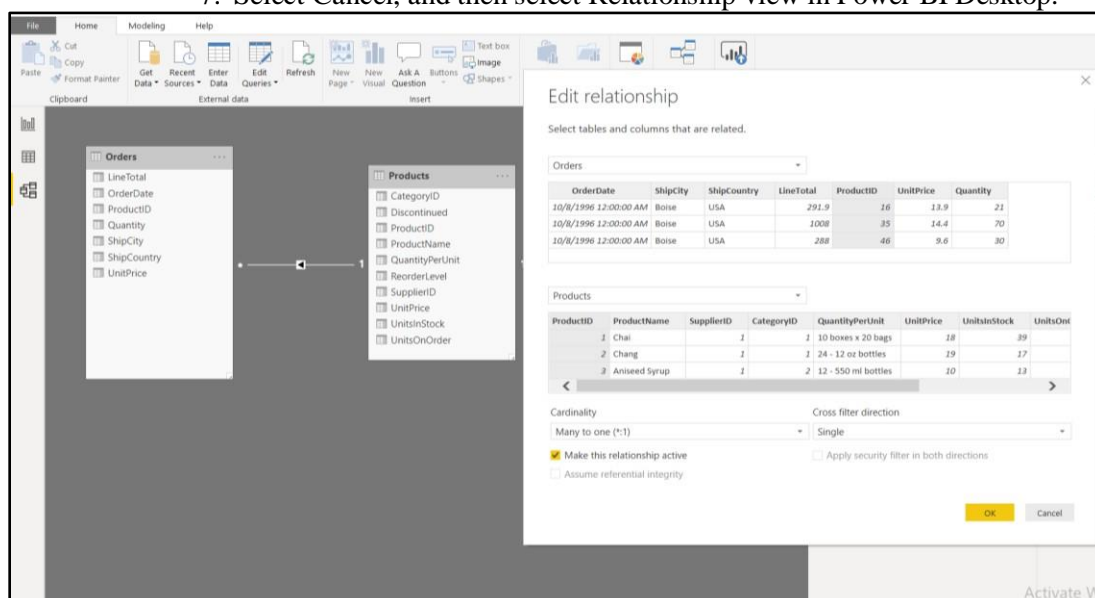 7. Select Cancel, and then select Relationship view in Power BI Desktop.
File Home Modeling Help
Paste
Cut
Copy
Format Painter
Clipboard
Get Data
Recent Sources
Enter Data
Edit Queries
Refresh
External data
New Page
New Visual
Ask A Question
Buttons
Text box
Image
Shapes
Insert
Orders
LineTotal
OrderDate
ProductID
Quantity
ShipCity
ShipCountry
UnitPrice
* 1
Products
CategoryID
Discontinued
ProductID
ProductName
QuantityPerUnit
ReorderLevel
SupplierID
UnitPrice
UnitsInStock
UnitsOnOrder
Edit relationship
Select tables and columns that are related.
Orders
OrderDate ShipCity ShipCountry LineTotal ProductID UnitPrice Quantity
10/8/1996 12:00:00 AM Boise USA 291.9 16 13.9 21
10/8/1996 12:00:00 AM Boise USA 1008 35 14.4 70
10/8/1996 12:00:00 AM Boise USA 288 46 9.6 30
Products
ProductID ProductName SupplierID CategoryID QuantityPerUnit UnitPrice UnitsInStock
1 Chai 1 1 10 boxes x 20 bags 18 39
2 Chang 1 1 24 - 12 oz bottles 19 17
3 Aniseed Syrup 1 2 12 - 550 ml bottles 10 13
Cardinality Cross filter direction
Many to one (*:1) Single
Make this relationship active Apply security filter in both directions
Assume referential integrity
OK Cancel
Activate